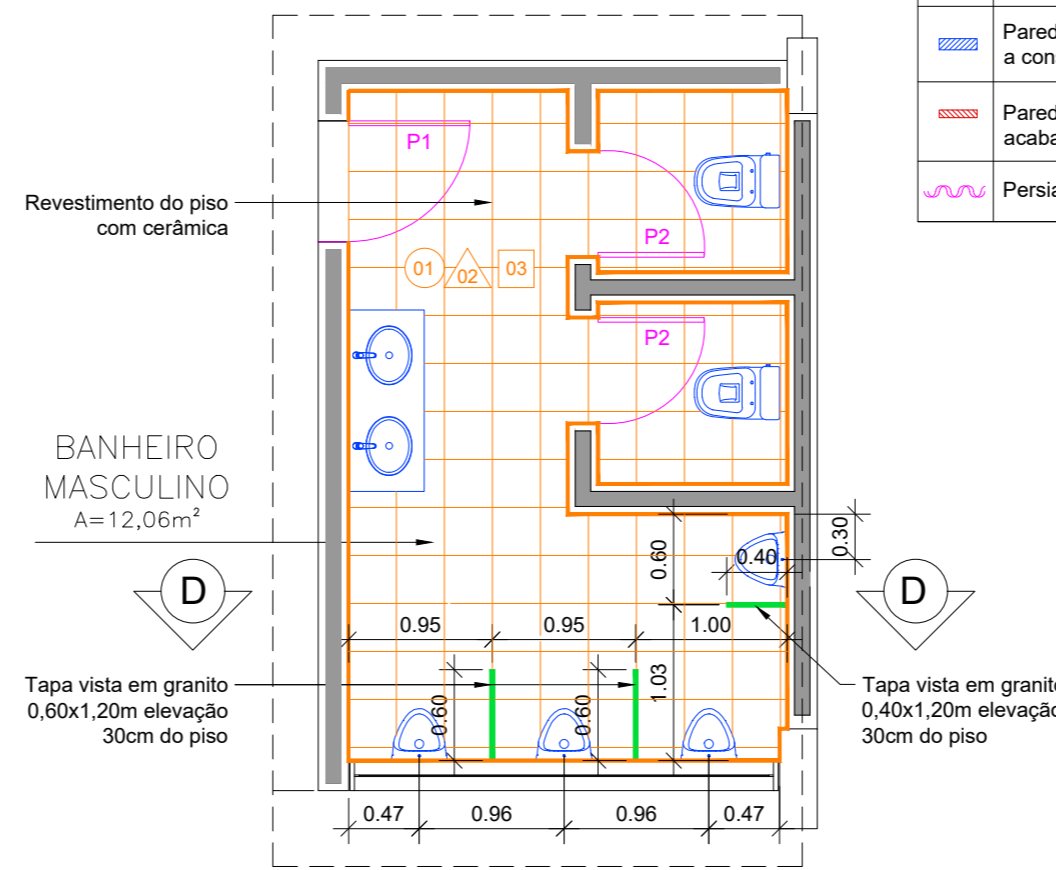 Pared
a cons
Pared
acaba
Persia
P1
Revestimento do piso
com cerâmica
P2
01
02
03
P2
BANHEIRO
MASCULINO
A=12,06m²
0.60
0.40
0.30
D
D
0.95
0.95
1.00
1.03
Tapa vista em granito
0,60x1,20m elevação
30cm do piso
0.60
0.60
Tapa vista em granito
0,40x1,20m elevação
30cm do piso
0.47
0.96
0.96
0.47